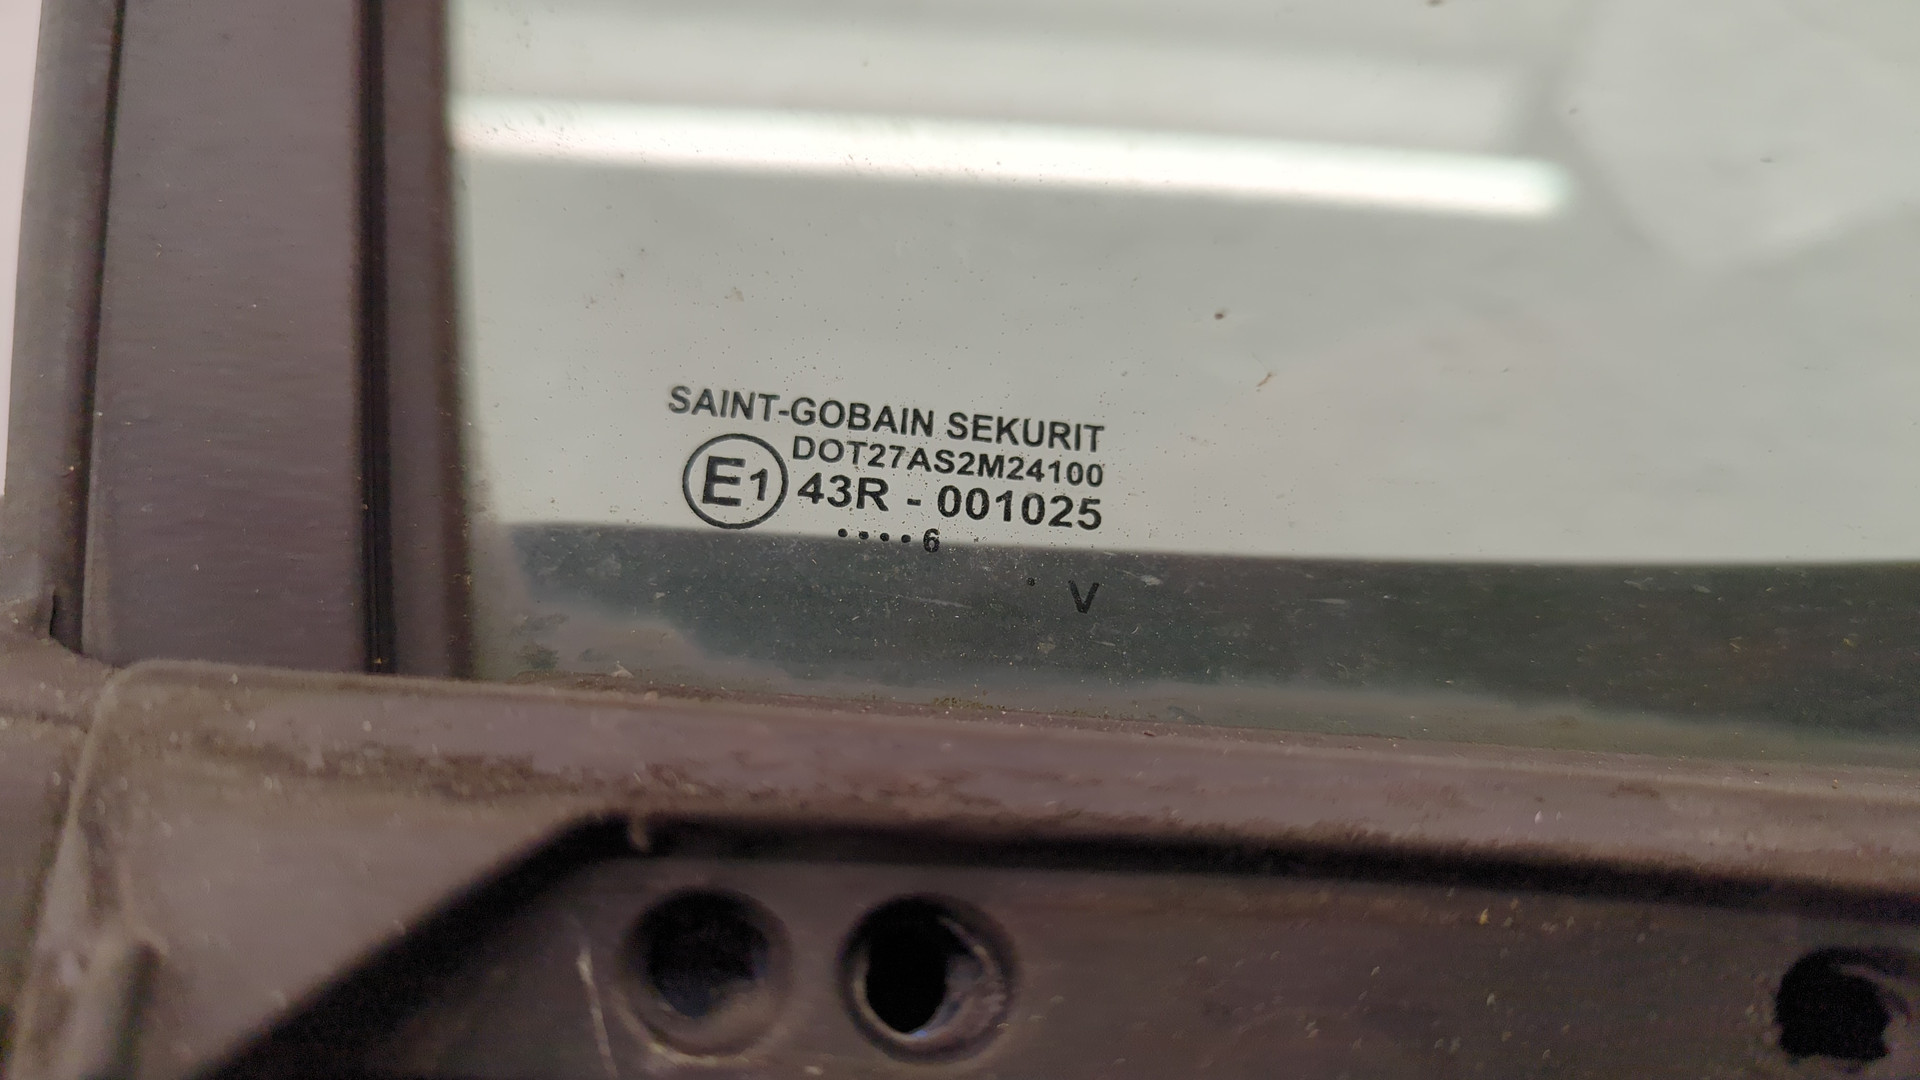 SAINT-GOBAIN SEKURIT
DOT27AS2M24100
E1 43R - 001025
....6
V